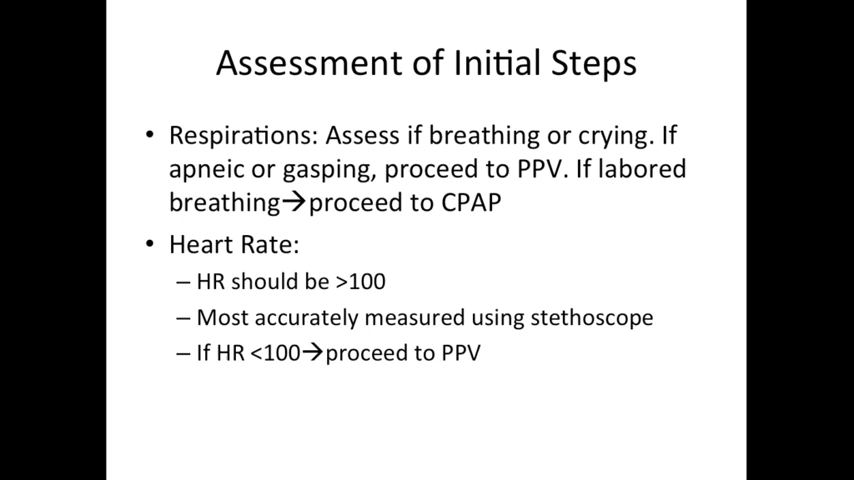 Assessment of Initial Steps
• Respirations: Assess if breathing or crying. If
apneic or gasping, proceed to PPV. If labored
breathing→proceed to CPAP
• Heart Rate:
– HR should be >100
– Most accurately measured using stethoscope
– If HR <100→proceed to PPV